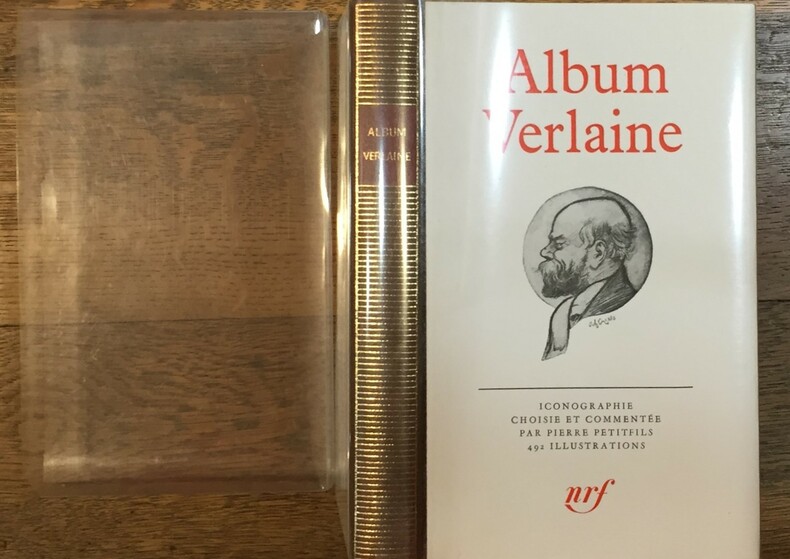 ALBUM
VERLAINE
Album
Verlaine
ICONOGRAPHIE
CHOISIE ET COMMENTÉE
PAR PIERRE PETITFILS
492 ILLUSTRATIONS
nrf